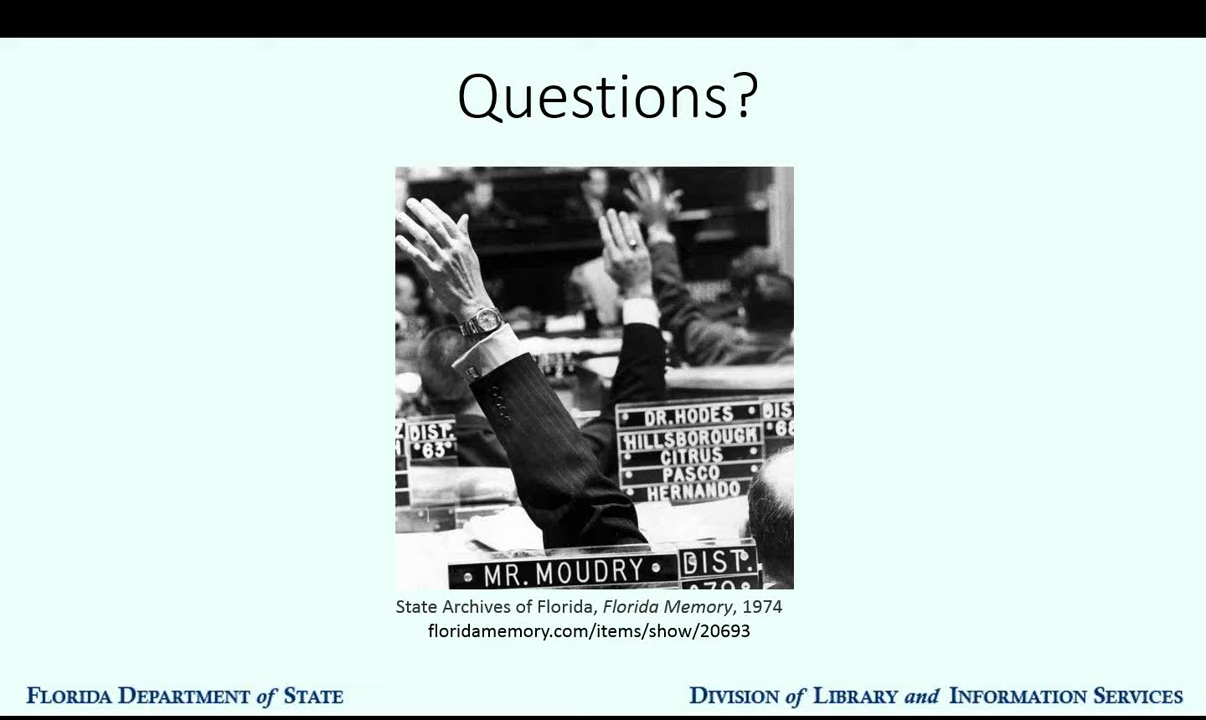 Questions?
DIST.
63
DR. HODES
HILLSBOROUGH
CITRUS
PASCO
HERNANDO
DIS
68
MR. MOUDRY
DIST.
State Archives of Florida, Florida Memory, 1974
floridamemory.com/items/show/20693
FLORIDA DEPARTMENT of STATE
DIVISION of LIBRARY and INFORMATION SERVICES